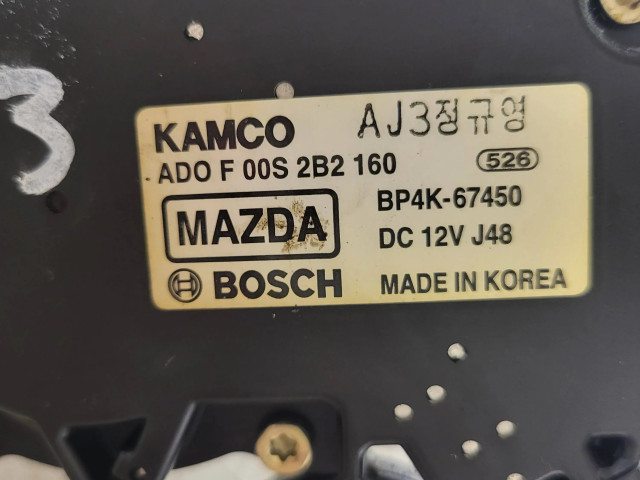 3
KAMCO AJ3정규영
ADO F 00S 2B2 160 526
MAZDA BP4K-67450
DC 12V J48
BOSCH MADE IN KOREA